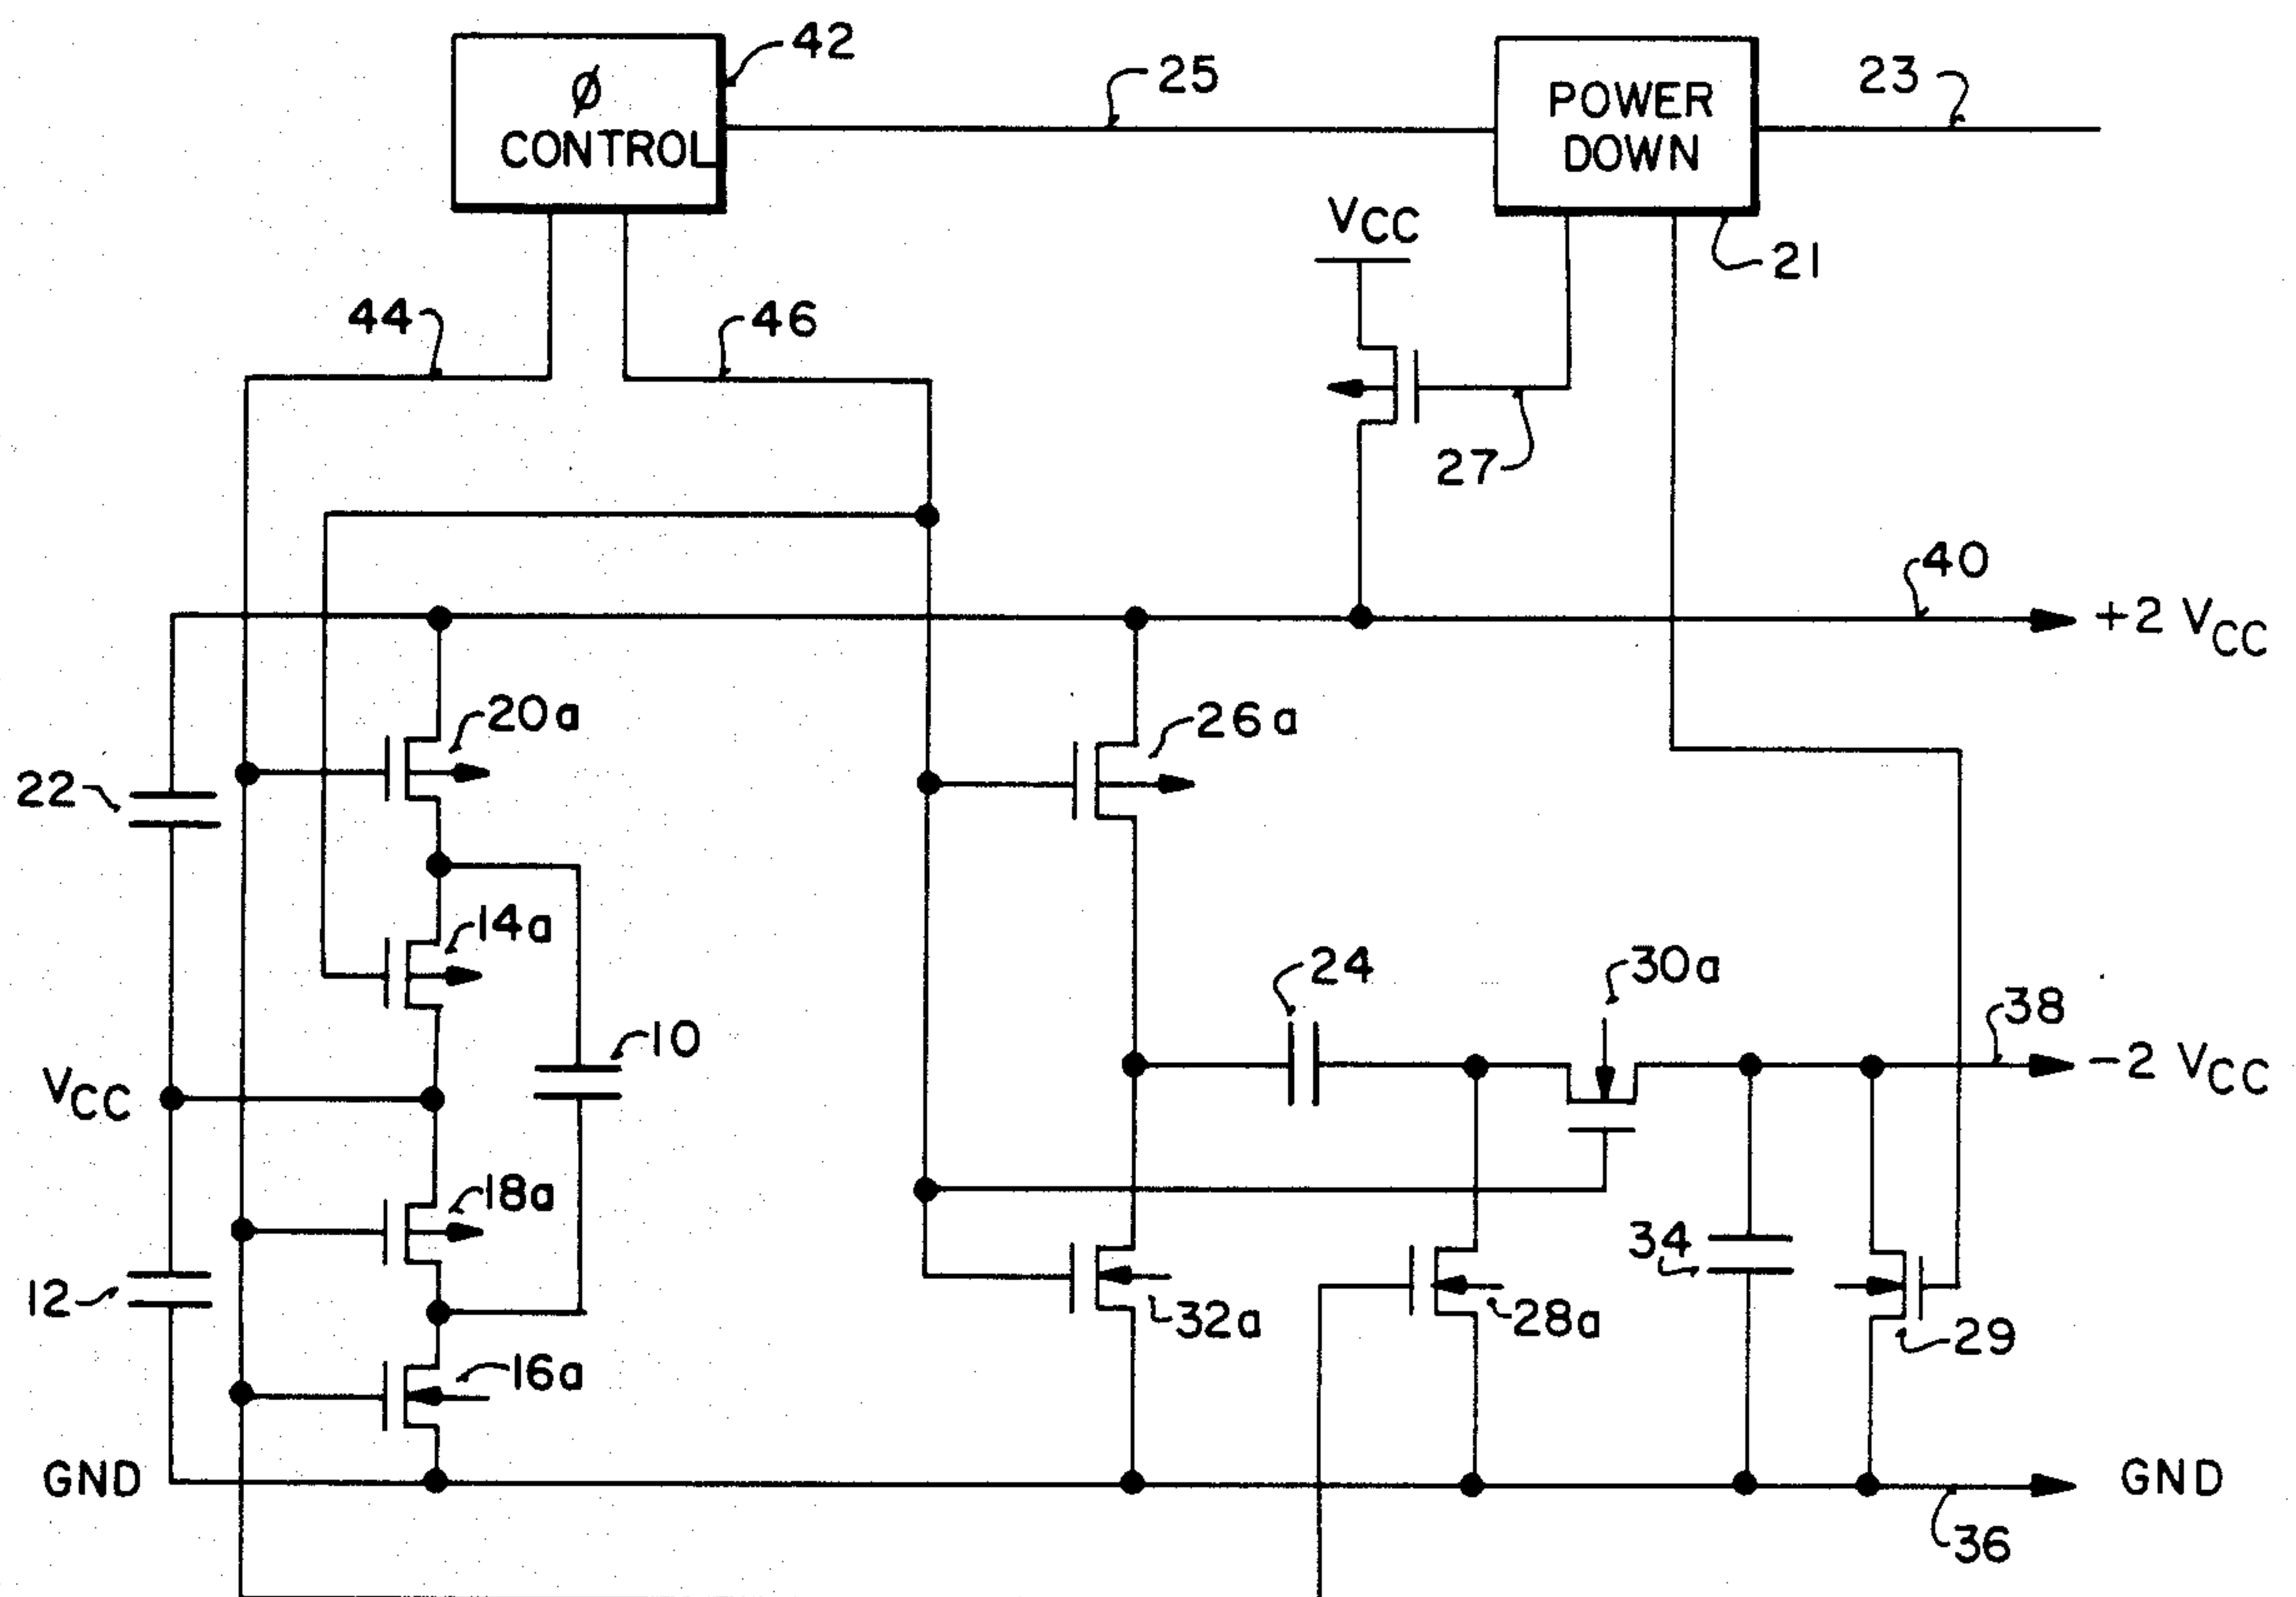 42
Ø
CONTROL
25
POWER
DOWN
23
21
VCC
44
46
27
40
+2 VCC
20a
26a
22
14a
24
30a
10
38
VCC
-2 VCC
18a
34
12
32a
28a
29
16a
GND
GND
36